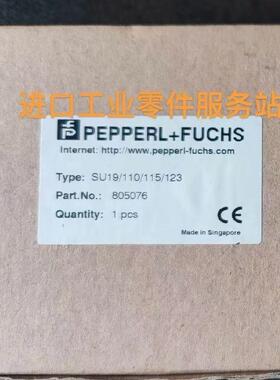 进口工业零件服务站
PEPPERL+FUCHS
Internet: http://www.pepperl-fuchs.com
Type: SU19/110/115/123
Part.No.: 805076
Quantity: 1 pcs
CE
Made in Singapore